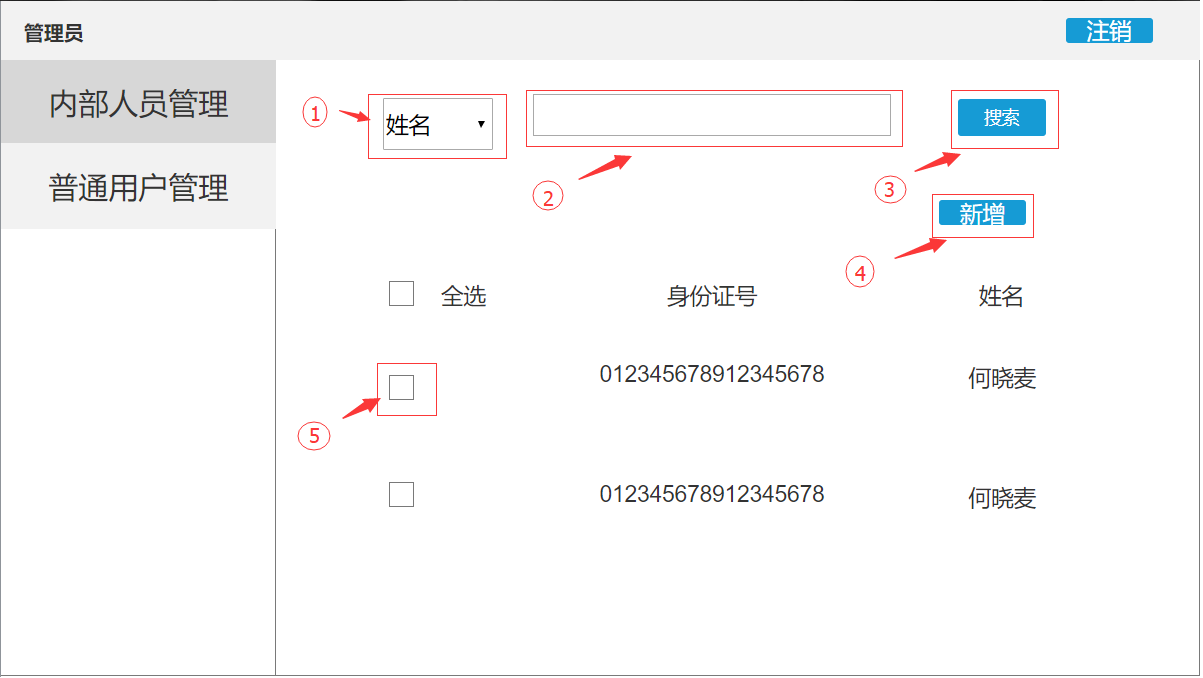 管理员
注销
内部人员管理
普通用户管理
① 姓名 搜索
②
③
新增
④
全选 身份证号 姓名
012345678912345678 何晓麦
⑤
012345678912345678 何晓麦